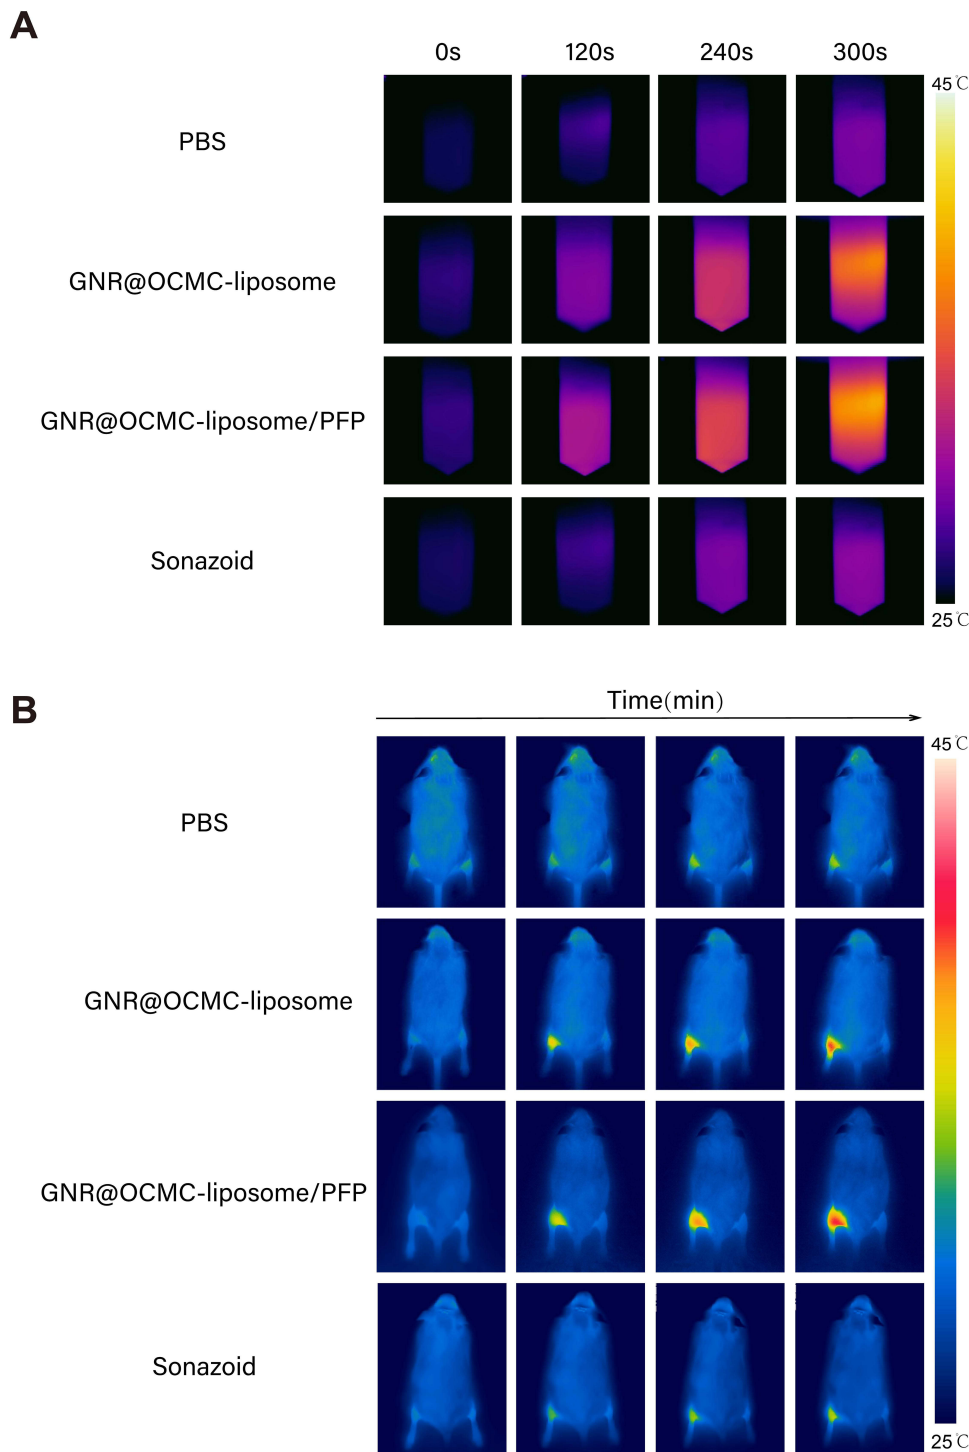 A
0s 120s 240s 300s
45℃
PBS
GNR@OCMC-liposome
GNR@OCMC-liposome/PFP
Sonazoid
25℃
B
Time(min)
45℃
PBS
GNR@OCMC-liposome
GNR@OCMC-liposome/PFP
Sonazoid
25℃